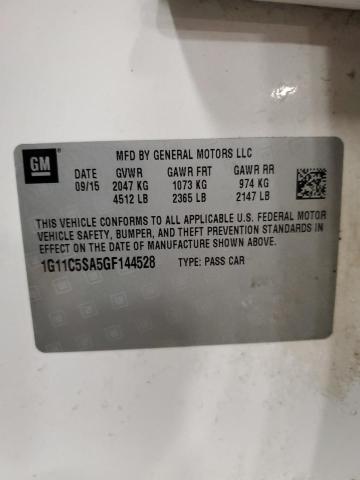 GM
MFD BY GENERAL MOTORS LLC
DATE GVWR GAWR FRT GAWR RR
09/15 2047 KG 1073 KG 974 KG
4512 LB 2365 LB 2147 LB
THIS VEHICLE CONFORMS TO ALL APPLICABLE U.S. FEDERAL MOTOR
VEHICLE SAFETY, BUMPER, AND THEFT PREVENTION STANDARDS IN
EFFECT ON THE DATE OF MANUFACTURE SHOWN ABOVE.
1G11C5SA5GF144528 TYPE: PASS CAR